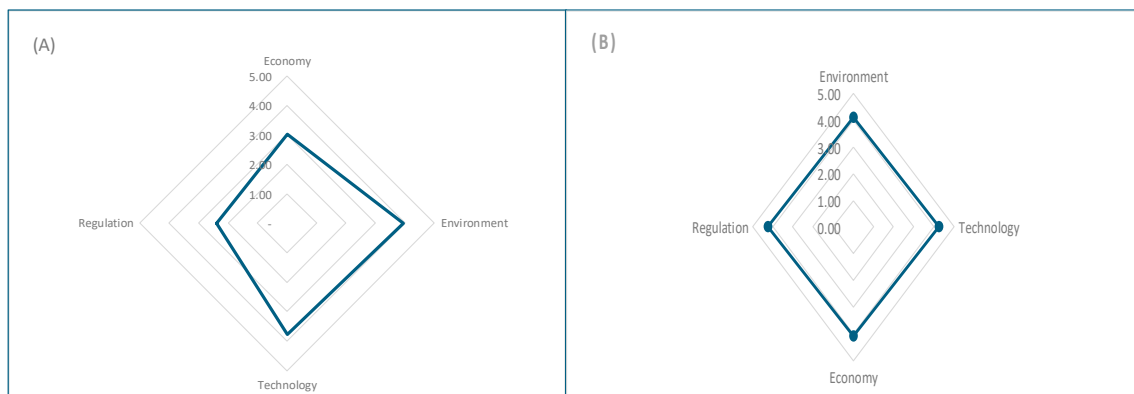 (A)
Economy
5.00
4.00
3.00
2.00
1.00
-
Regulation
Environment
Technology
(B)
Environment
5.00
4.00
3.00
2.00
1.00
0.00
Regulation
Technology
Economy